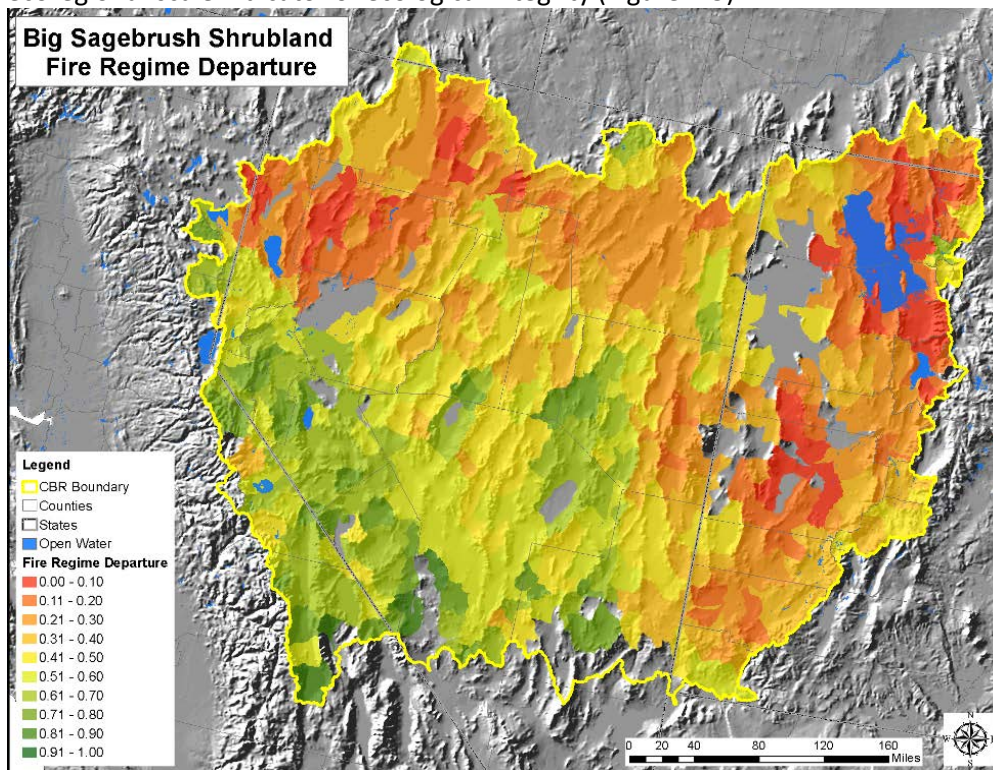 Big Sagebrush Shrubland
Fire Regime Departure
Legend
CBR Boundary
Counties
States
Open Water
Fire Regime Departure
0.00 - 0.10
0.11 - 0.20
0.21 - 0.30
0.31 - 0.40
0.41 - 0.50
0.51 - 0.60
0.61 - 0.70
0.71 - 0.80
0.81 - 0.90
0.91 - 1.00
0 20 40 80 120 160
Miles
N
W
E
S